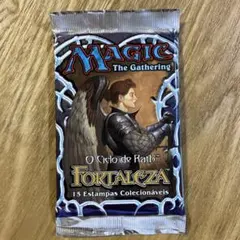 MAGIC
The Gathering®
O Ciclo de Rath
FORTALEZA
15 Estampas Colecionáveis